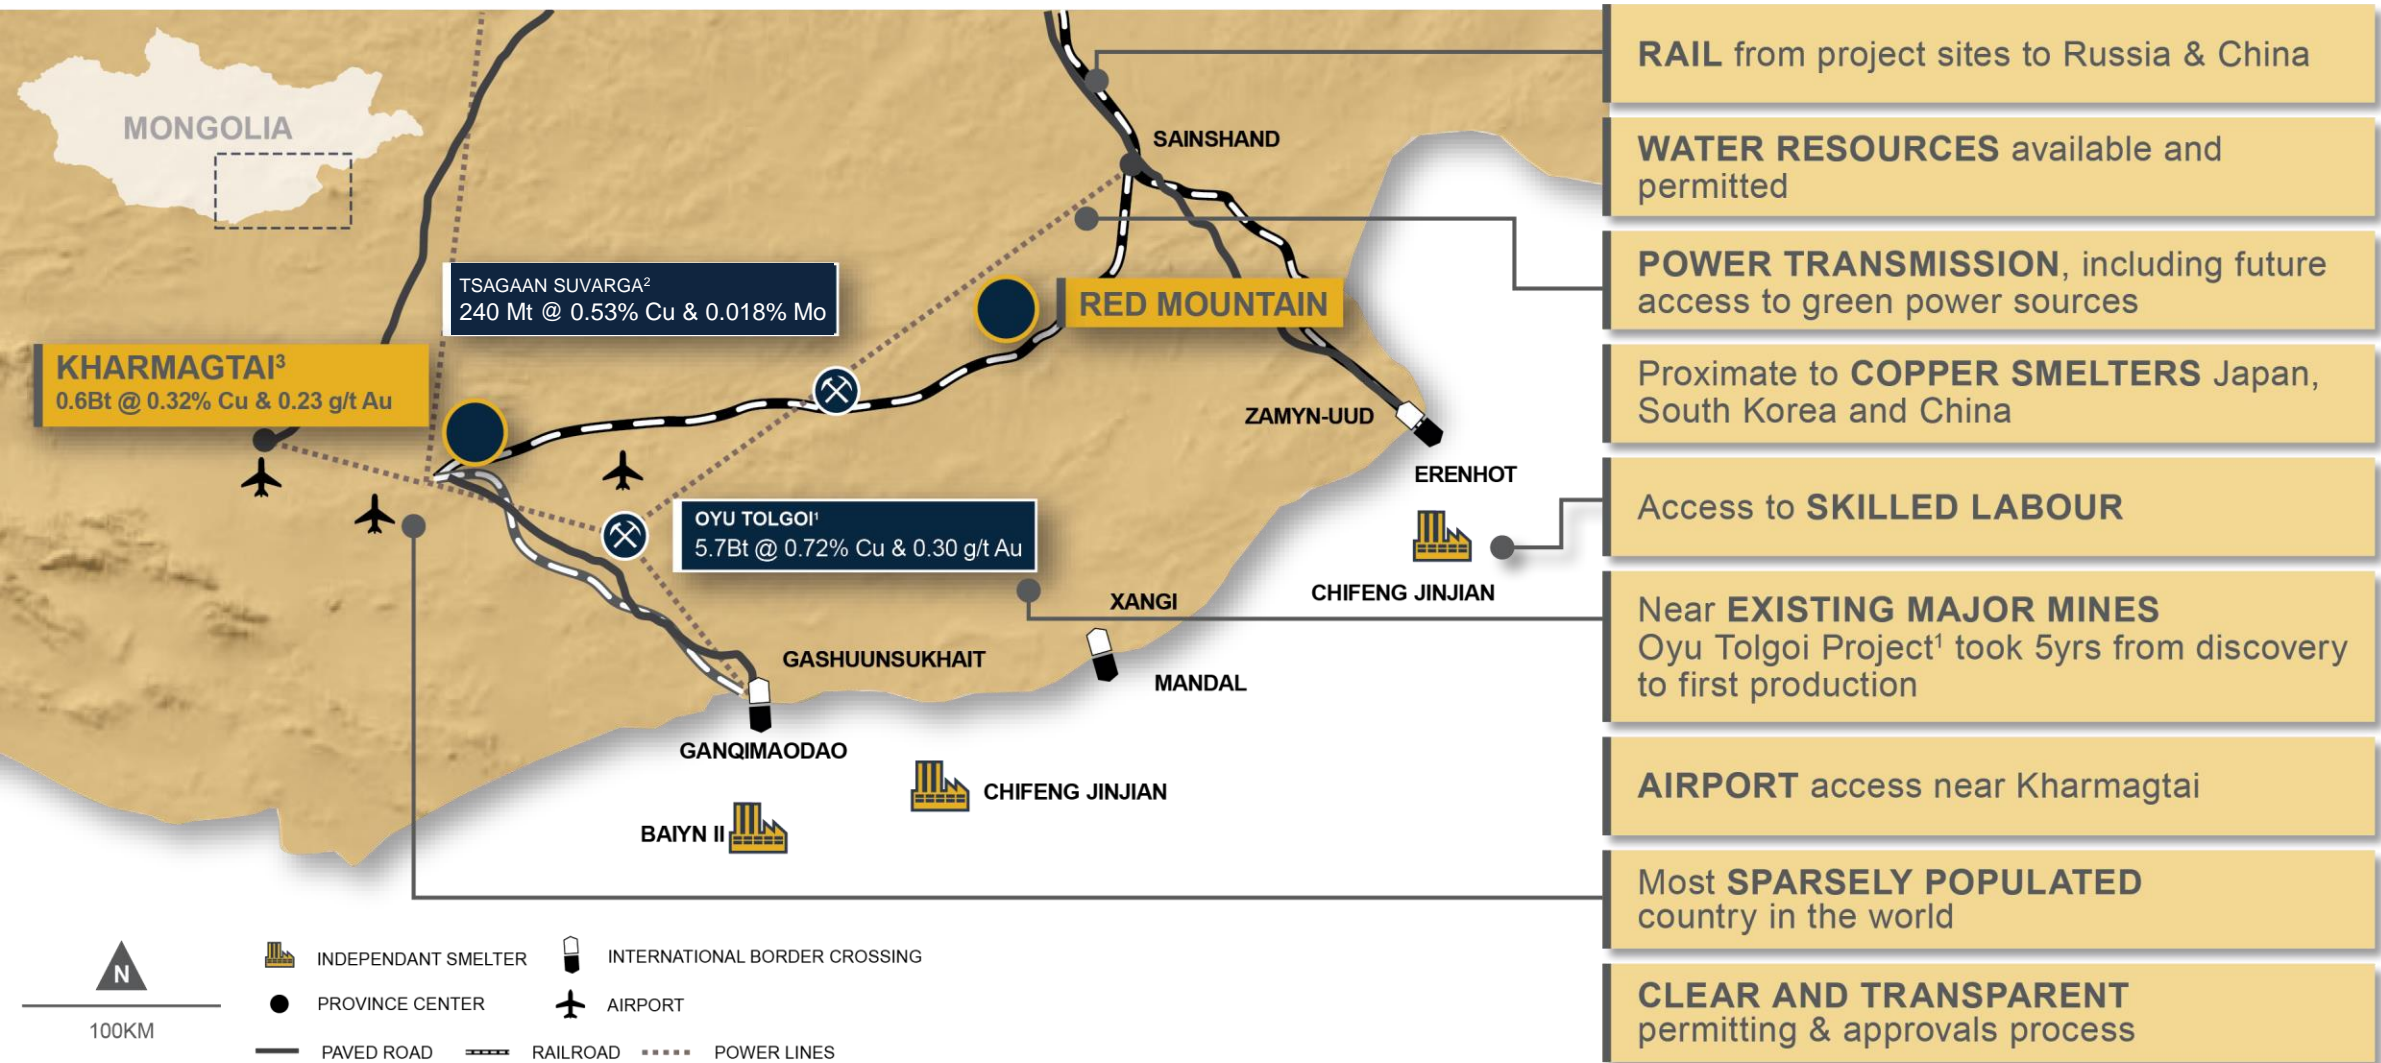 MONGOLIA
SAINSHAND
TSAGAAN SUVARGA²
240 Mt @ 0.53% Cu & 0.018% Mo
RED MOUNTAIN
KHARMAGTAI³
0.6Bt @ 0.32% Cu & 0.23 g/t Au
ZAMYN-UUD
ERENHOT
OYU TOLGOI¹
5.7Bt @ 0.72% Cu & 0.30 g/t Au
CHIFENG JINJIAN
XANGI
GASHUUNSUKHAIT
MANDAL
GANQIMAODAO
CHIFENG JINJIAN
BAIYN II
N
100KM
INDEPENDANT SMELTER
INTERNATIONAL BORDER CROSSING
PROVINCE CENTER
AIRPORT
PAVED ROAD
RAILROAD
POWER LINES
RAIL from project sites to Russia & China
WATER RESOURCES available and
permitted
POWER TRANSMISSION, including future
access to green power sources
Proximate to COPPER SMELTERS Japan,
South Korea and China
Access to SKILLED LABOUR
Near EXISTING MAJOR MINES
Oyu Tolgoi Project¹ took 5yrs from discovery
to first production
AIRPORT access near Kharmagtai
Most SPARSELY POPULATED
country in the world
CLEAR AND TRANSPARENT
permitting & approvals process